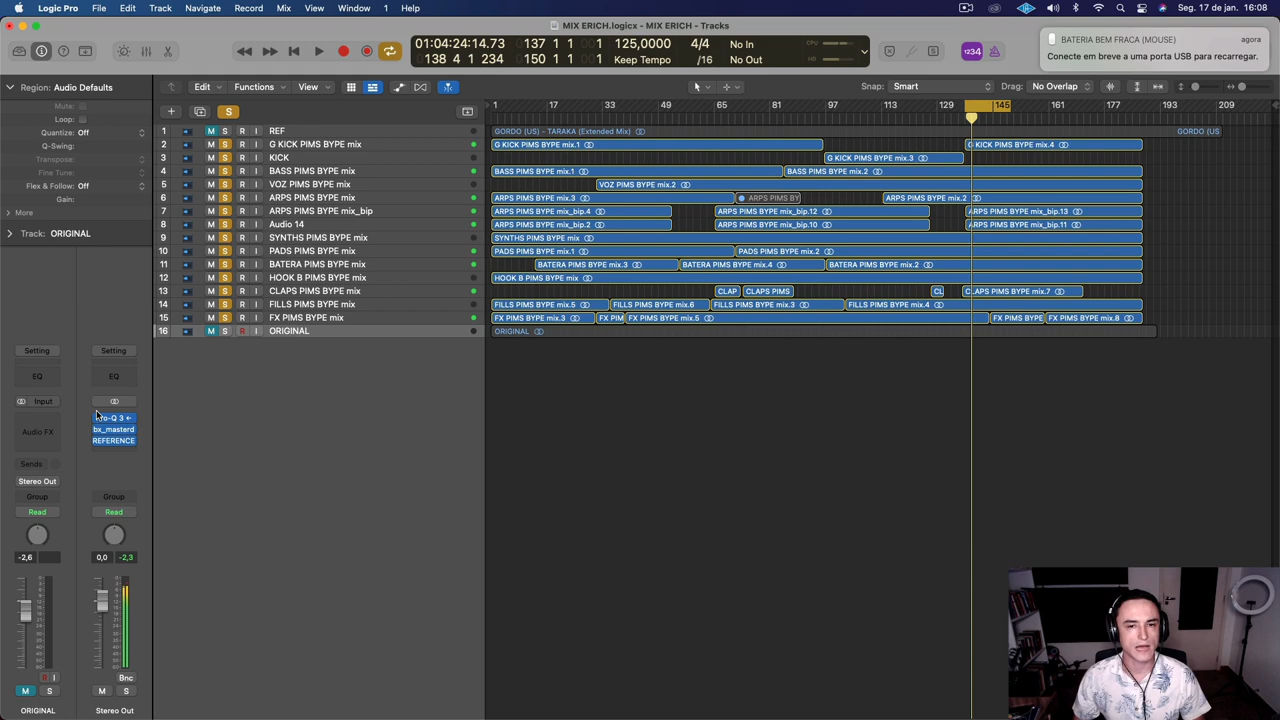 Logic Pro File Edit Track Navigate Record Mix View Window 1 Help Seg. 17 de jan. 16:08
MIX ERICH.logicx - MIX ERICH - Tracks
BATERIA BEM FRACA (MOUSE) agora
Conecte em breve a uma porta USB para recarregar.
01:04:24:14.73 0137 1 1 1 125,0000 4/4 No In
138 4 1 234 0150 1 1 1 Keep Tempo /16 No Out
CPU
HD
1234
Region: Audio Defaults
Mute:
Loop:
Quantize: Off
Q-Swing:
Transpose:
Fine Tune:
Flex & Follow: Off
Gain:
More
Track: ORIGINAL
Edit Functions View Snap: Smart Drag: No Overlap
S
1 17 33 49 65 81 97 113 129 145 161 177 193 209
1 REF M S R I GORDO (US) - TARAKA (Extended Mix) GORDO (US
2 G KICK PIMS BYPE mix M S R I G KICK PIMS BYPE mix.1 G KICK PIMS BYPE mix.4
3 KICK M S R I G KICK PIMS BYPE mix.3
4 BASS PIMS BYPE mix M S R I BASS PIMS BYPE mix.1 BASS PIMS BYPE mix.2
5 VOZ PIMS BYPE mix M S R I VOZ PIMS BYPE mix.2
6 ARPS PIMS BYPE mix M S R I ARPS PIMS BYPE mix.3 ARPS PIMS BY ARPS PIMS BYPE mix.2
7 ARPS PIMS BYPE mix_bip M S R I ARPS PIMS BYPE mix_bip.4 ARPS PIMS BYPE mix_bip.12 ARPS PIMS BYPE mix_bip.13
8 Audio 14 M S R I ARPS PIMS BYPE mix_bip.2 ARPS PIMS BYPE mix_bip.10 ARPS PIMS BYPE mix_bip.11
9 SYNTHS PIMS BYPE mix M S R I SYNTHS PIMS BYPE mix
10 PADS PIMS BYPE mix M S R I PADS PIMS BYPE mix.1 PADS PIMS BYPE mix.2
11 BATERA PIMS BYPE mix M S R I BATERA PIMS BYPE mix.3 BATERA PIMS BYPE mix.4 BATERA PIMS BYPE mix.2
12 HOOK B PIMS BYPE mix M S R I HOOK B PIMS BYPE mix
13 CLAPS PIMS BYPE mix M S R I CLAP CLAPS PIMS CL CLAPS PIMS BYPE mix.7
14 FILLS PIMS BYPE mix M S R I FILLS PIMS BYPE mix.5 FILLS PIMS BYPE mix.6 FILLS PIMS BYPE mix.3 FILLS PIMS BYPE mix.4
15 FX PIMS BYPE mix M S R I FX PIMS BYPE mix.3 FX PIM FX PIMS BYPE mix.5 FX PIMS BYPE FX PIMS BYPE mix.8
16 ORIGINAL M S R I ORIGINAL
Setting Setting
EQ EQ
Input
ro-Q 3
Audio FX bx_masterd
REFERENCE
Sends
Stereo Out
Group Group
Read Read
-2,6 0,0 -2,3
R I Bnc
M S M S
ORIGINAL Stereo Out